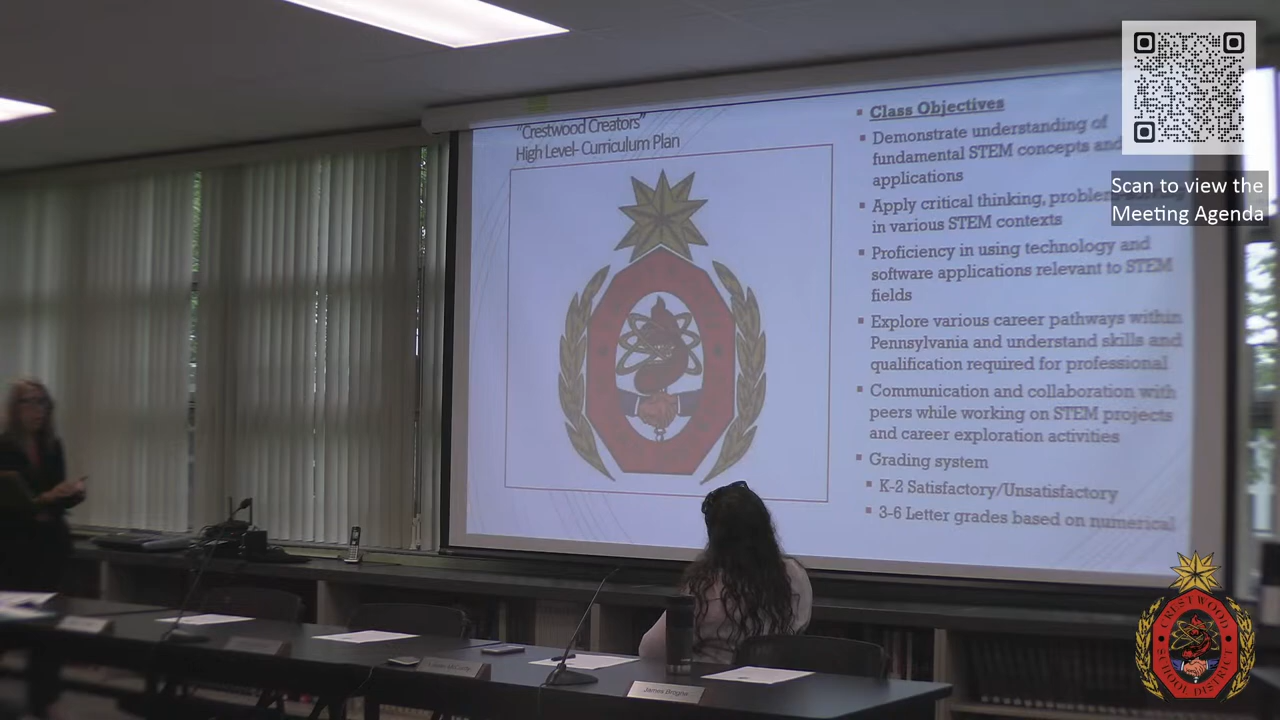 "Crestwood Creators"
High Level- Curriculum Plan
Class Objectives
Demonstrate understanding of
fundamental STEM concepts and
applications
Apply critical thinking,
in various STEM contexts
Proficiency in using technology and
software applications relevant to STEM
fields
Explore various career pathways within
Pennsylvania and understand skills and
qualification required for professional
Communication and collaboration with
peers while working on STEM projects
and career exploration activities
Grading system
K-2 Satisfactory/Unsatisfactory
3-6 Letter grades based on numerical
Scan to view the
Meeting Agenda
James Brogna
CRESTWOOD
SCHOOL DISTRICT